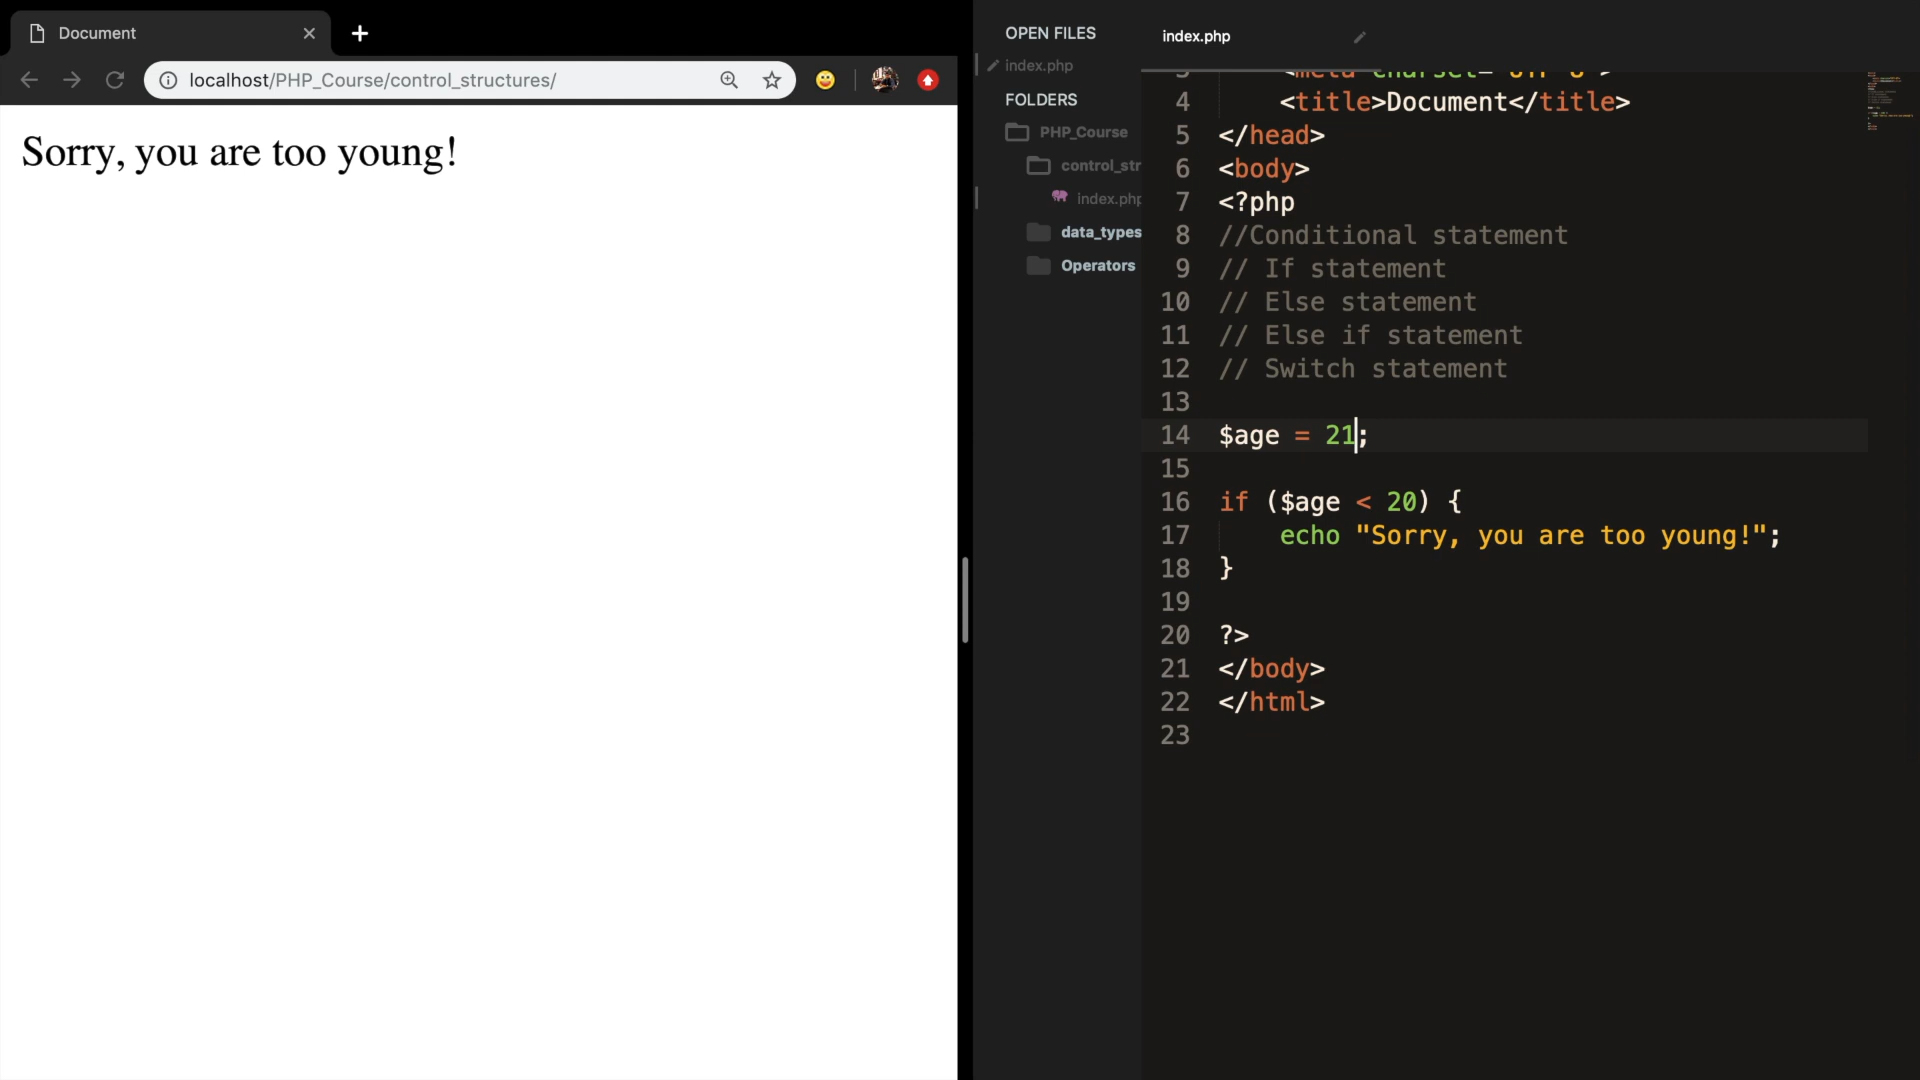 Document
localhost/PHP_Course/control_structures/
Sorry, you are too young!
OPEN FILES
index.php
FOLDERS
PHP_Course
control_str
index.php
data_types
Operators
index.php
4 <title>Document</title>
5 </head>
6 <body>
7 <?php
8 //Conditional statement
9 // If statement
10 // Else statement
11 // Else if statement
12 // Switch statement
13
14 $age = 21;
15
16 if ($age < 20) {
17 echo "Sorry, you are too young!";
18 }
19
20 ?>
21 </body>
22 </html>
23